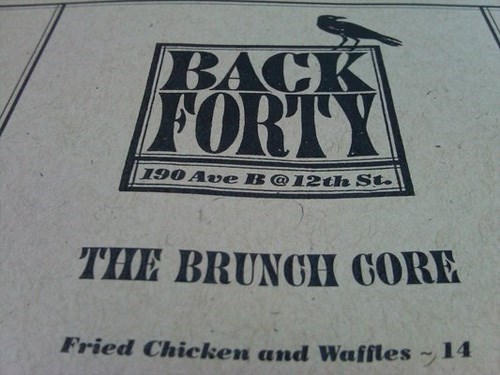 BACK
FORTY
190 Ave B @ 12th St.
THE BRUNCH CORE
Fried Chicken and Waffles ~ 14